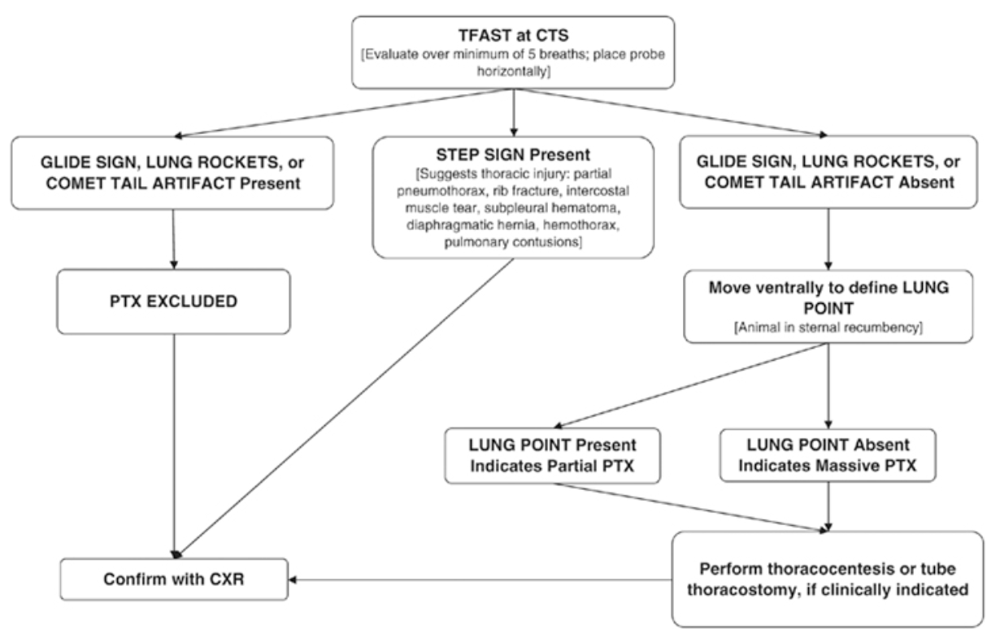 TFAST at CTS
[Evaluate over minimum of 5 breaths; place probe
horizontally]
GLIDE SIGN, LUNG ROCKETS, or
COMET TAIL ARTIFACT Present
STEP SIGN Present
[Suggests thoracic injury: partial
pneumothorax, rib fracture, intercostal
muscle tear, subpleural hematoma,
diaphragmatic hernia, hemothorax,
pulmonary contusions]
GLIDE SIGN, LUNG ROCKETS, or
COMET TAIL ARTIFACT Absent
PTX EXCLUDED
Move ventrally to define LUNG
POINT
[Animal in sternal recumbency]
LUNG POINT Present
Indicates Partial PTX
LUNG POINT Absent
Indicates Massive PTX
Confirm with CXR
Perform thoracocentesis or tube
thoracostomy, if clinically indicated